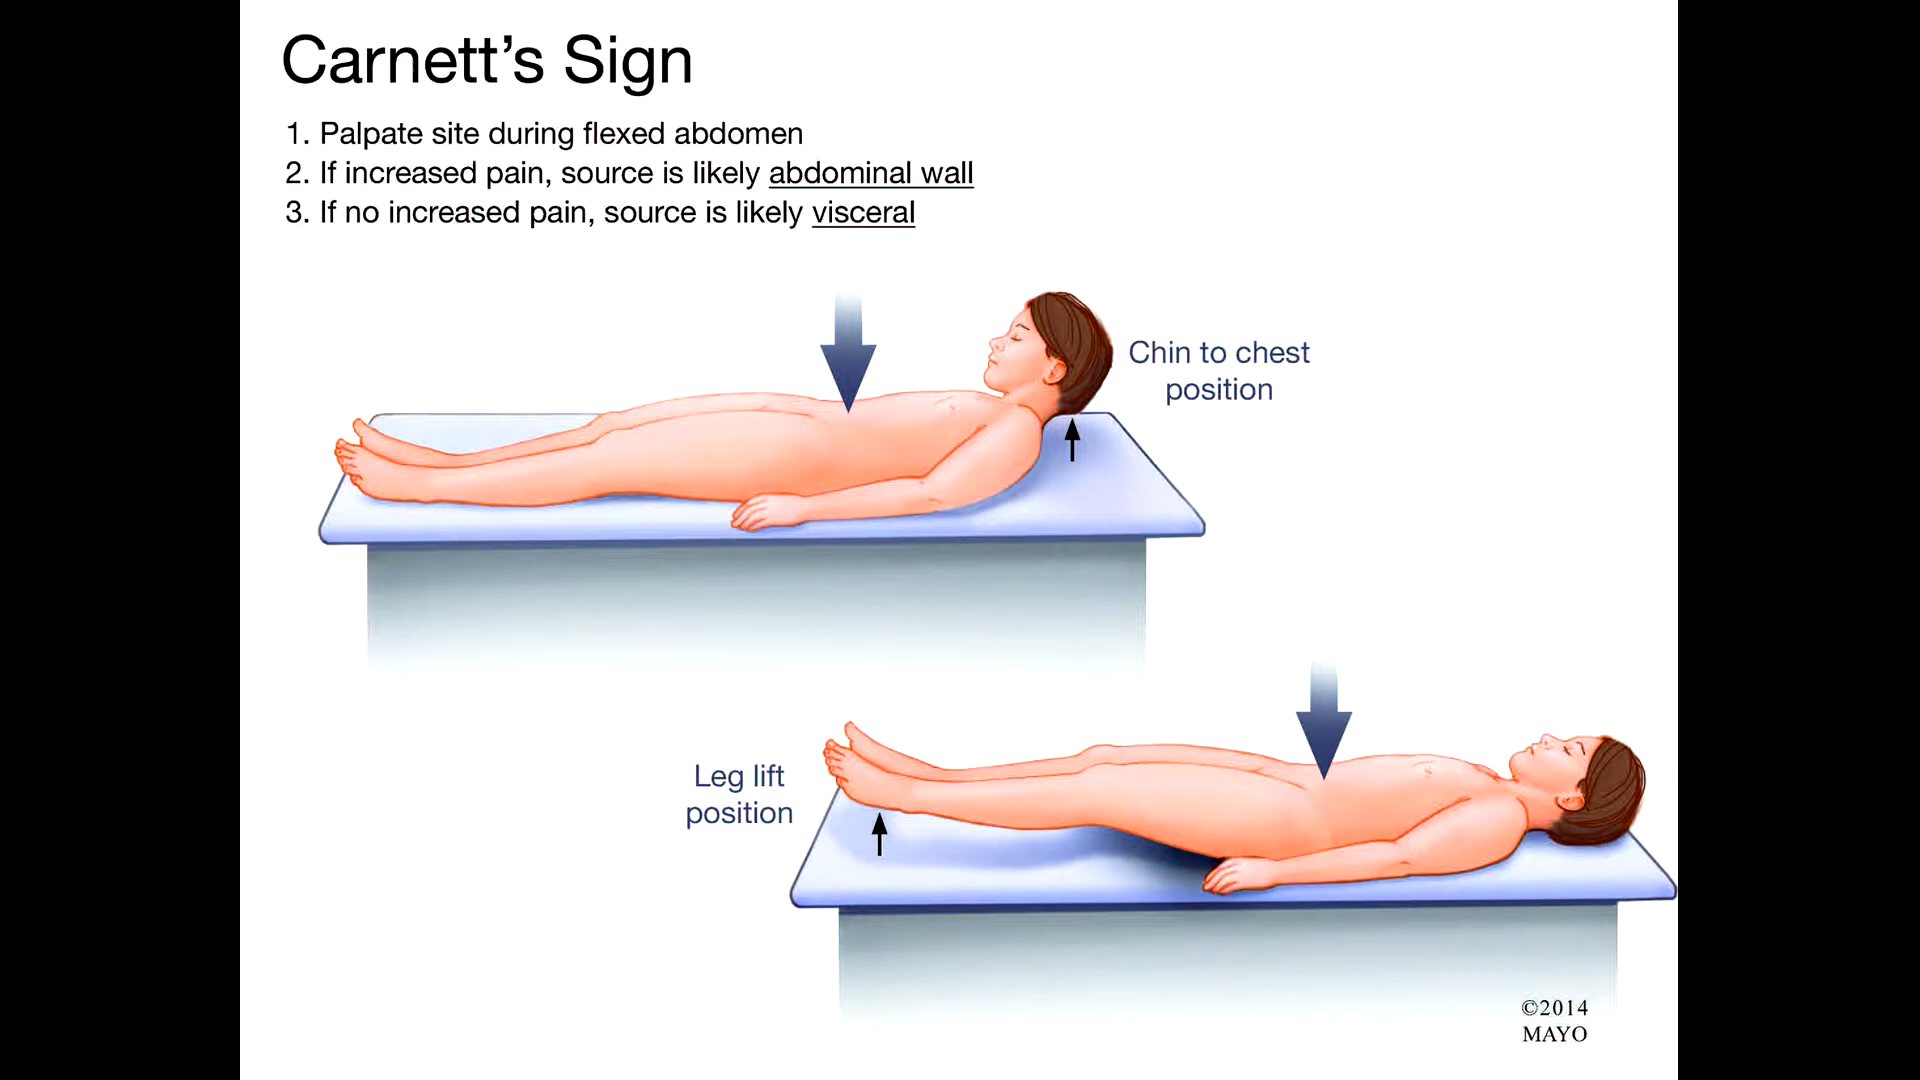 Carnett’s Sign
1. Palpate site during flexed abdomen
2. If increased pain, source is likely abdominal wall
3. If no increased pain, source is likely visceral
Chin to chest
position
Leg lift
position
©2014
MAYO